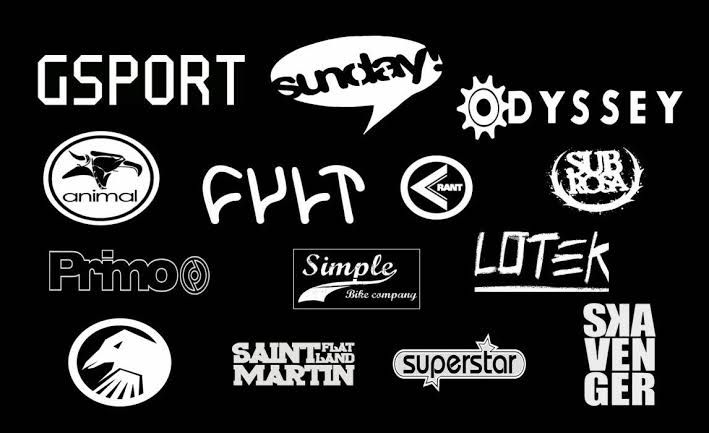 GSPORT
sunday
ODYSSEY
animal
CULT
RANT
SUB
ROSA
Primo
Simple
Bike company
LOTEK
SAINT FLAT
LAND
MARTIN
superstar
SKA
VEN
GER